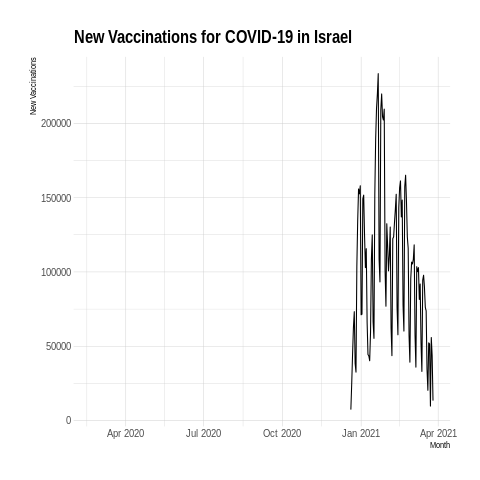 New Vaccinations for COVID-19 in Israel
New Vaccinations
200000
150000
100000
50000
0
Apr 2020 Jul 2020 Oct 2020 Jan 2021 Apr 2021
Month